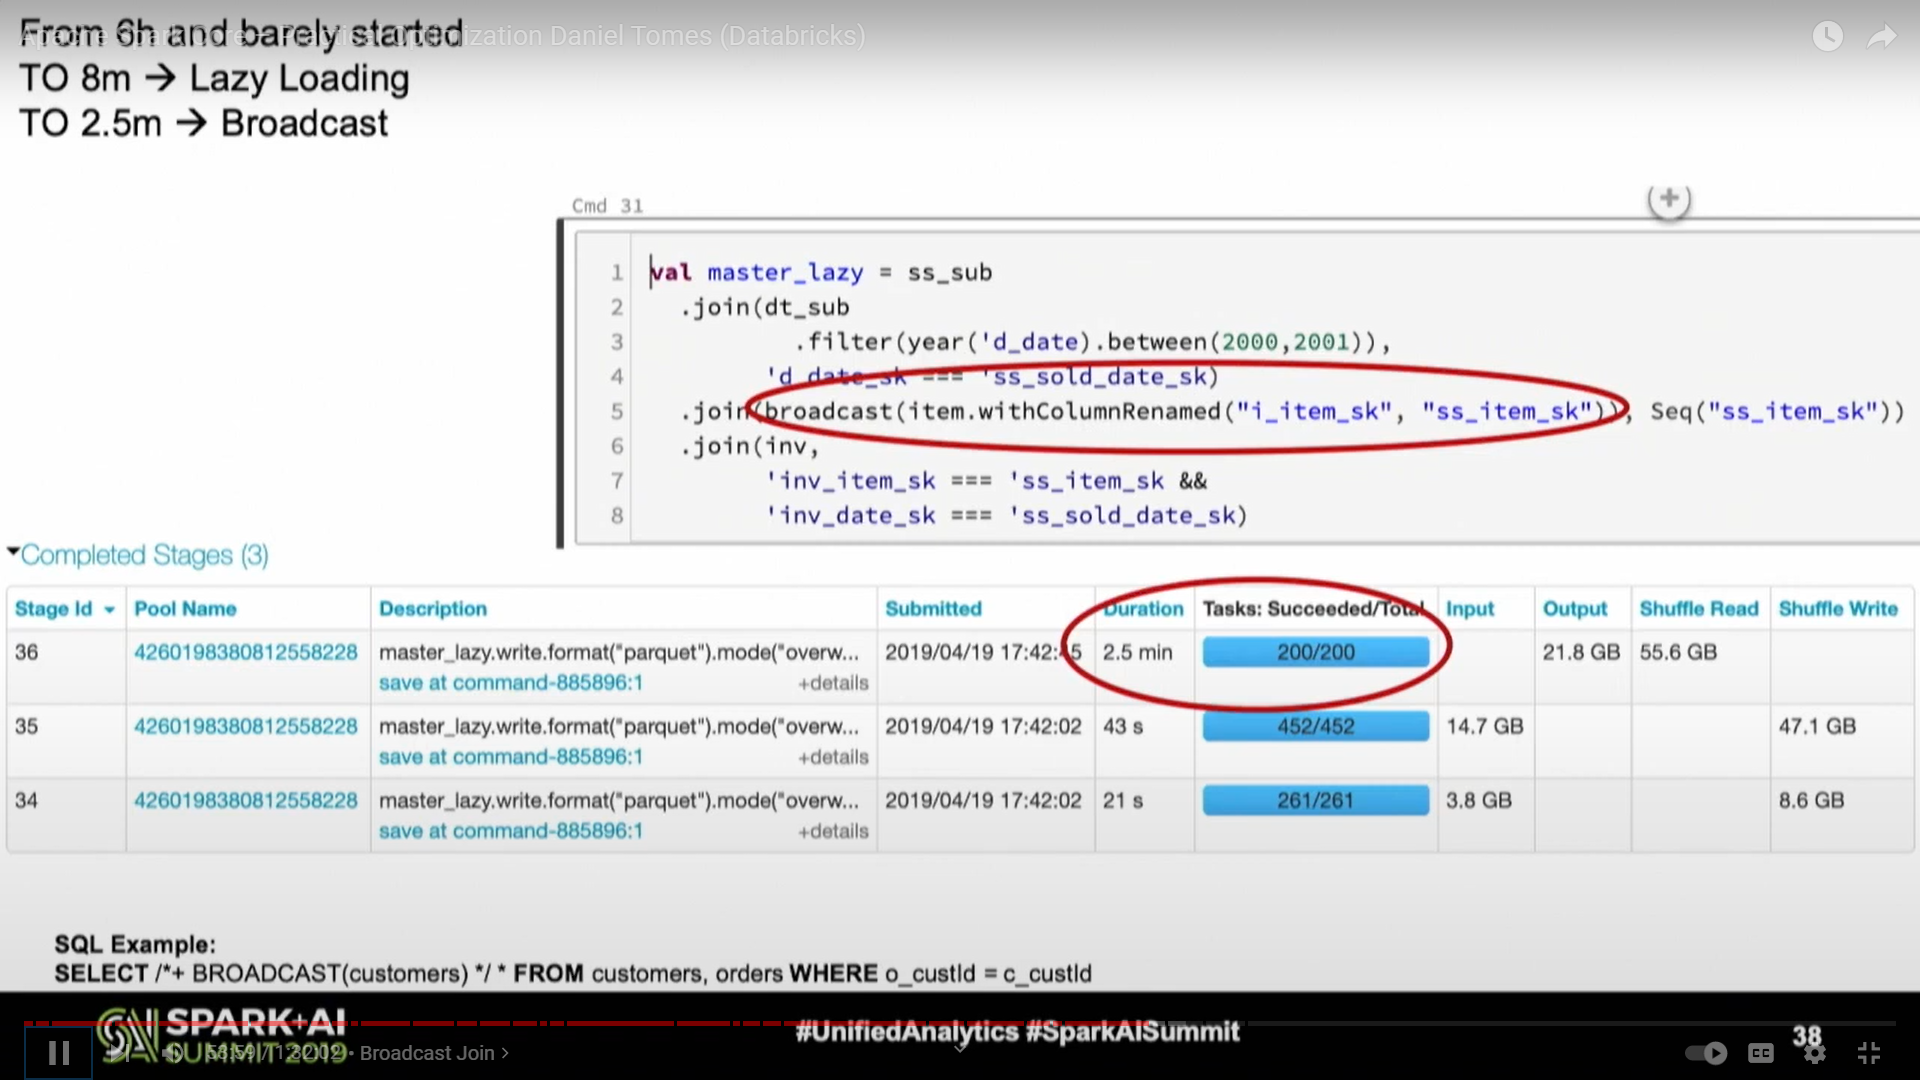 From 6h and barely started
Apache Spark Core – Practical Optimization Daniel Tomes (Databricks)
TO 8m → Lazy Loading
TO 2.5m → Broadcast
Cmd 31
1 val master_lazy = ss_sub
2 .join(dt_sub
3 .filter(year('d_date).between(2000,2001)),
4 'd_date_sk === 'ss_sold_date_sk)
5 .join(broadcast(item.withColumnRenamed("i_item_sk", "ss_item_sk")), Seq("ss_item_sk"))
6 .join(inv,
7 'inv_item_sk === 'ss_item_sk &&
8 'inv_date_sk === 'ss_sold_date_sk)
Completed Stages (3)
Stage Id Pool Name Description Submitted Duration Tasks: Succeeded/Total Input Output Shuffle Read Shuffle Write
36 4260198380812558228 master_lazy.write.format("parquet").mode("overw... 2019/04/19 17:42:45 2.5 min 200/200 21.8 GB 55.6 GB
save at command-885896:1 +details
35 4260198380812558228 master_lazy.write.format("parquet").mode("overw... 2019/04/19 17:42:02 43 s 452/452 14.7 GB 47.1 GB
save at command-885896:1 +details
34 4260198380812558228 master_lazy.write.format("parquet").mode("overw... 2019/04/19 17:42:02 21 s 261/261 3.8 GB 8.6 GB
save at command-885896:1 +details
SQL Example:
SELECT /*+ BROADCAST(customers) */ * FROM customers, orders WHERE o_custId = c_custId
SPARK+AI
SUMMIT 2019
#UnifiedAnalytics #SparkAISummit
38
53:59 / 1:32:02 • Broadcast Join >
CC